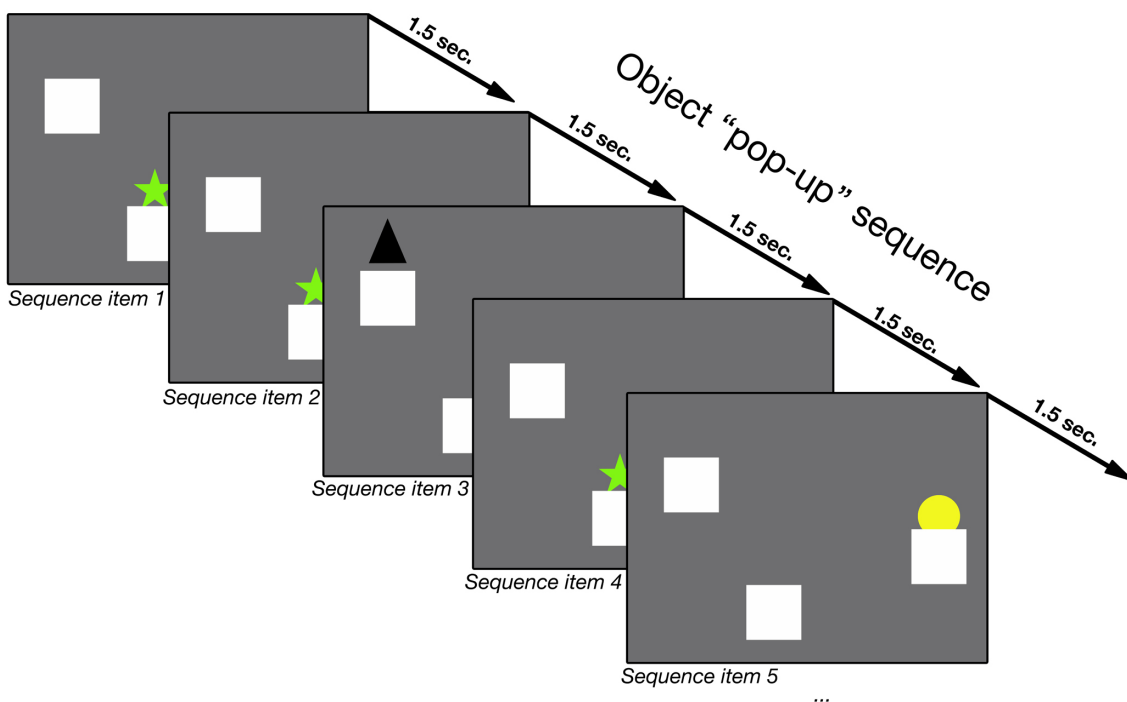 1.5 sec.
Object “pop-up” sequence
1.5 sec.
1.5 sec.
Sequence item 1
1.5 sec.
Sequence item 2
1.5 sec.
Sequence item 3
Sequence item 4
Sequence item 5
...